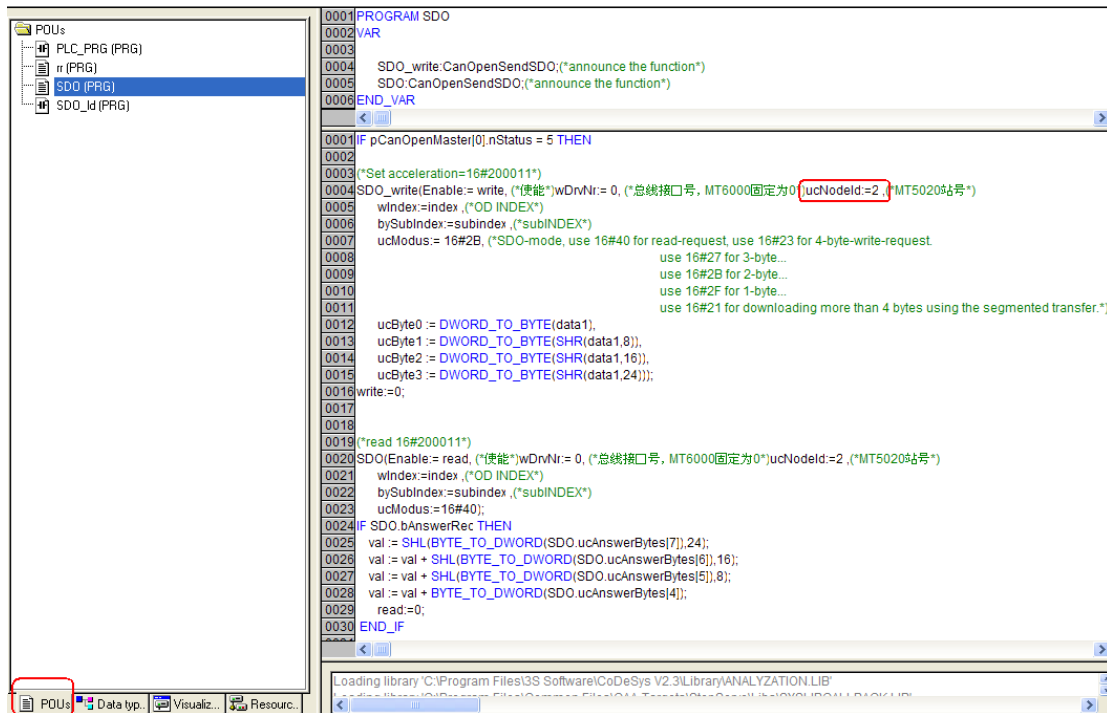 POUs
PLC_PRG (PRG)
rr (PRG)
SDO (PRG)
SDO_ld (PRG)
0001 PROGRAM SDO
0002 VAR
0003
0004 SDO_write:CanOpenSendSDO;(*announce the function*)
0005 SDO:CanOpenSendSDO;(*announce the function*)
0006 END_VAR
0001 IF pCanOpenMaster[0].nStatus = 5 THEN
0002
0003 (*Set acceleration=16#200011*)
0004 SDO_write(Enable:= write, (*使能*)wDrvNr:= 0, (*总线接口号，MT6000固定为0*)ucNodeId:=2 ,(*MT5020站号*)
0005 wIndex:=index ,(*OD INDEX*)
0006 bySubIndex:=subindex ,(*subINDEX*)
0007 ucModus:= 16#2B, (*SDO-mode, use 16#40 for read-request, use 16#23 for 4-byte-write-request.
0008 use 16#27 for 3-byte...
0009 use 16#2B for 2-byte...
0010 use 16#2F for 1-byte...
0011 use 16#21 for downloading more than 4 bytes using the segmented transfer.*)
0012 ucByte0 := DWORD_TO_BYTE(data1),
0013 ucByte1 := DWORD_TO_BYTE(SHR(data1,8)),
0014 ucByte2 := DWORD_TO_BYTE(SHR(data1,16)),
0015 ucByte3 := DWORD_TO_BYTE(SHR(data1,24)));
0016 write:=0;
0017
0018
0019 (*read 16#200011*)
0020 SDO(Enable:= read, (*使能*)wDrvNr:= 0, (*总线接口号，MT6000固定为0*)ucNodeId:=2 ,(*MT5020站号*)
0021 wIndex:=index ,(*OD INDEX*)
0022 bySubIndex:=subindex ,(*subINDEX*)
0023 ucModus:=16#40);
0024 IF SDO.bAnswerRec THEN
0025 val := SHL(BYTE_TO_DWORD(SDO.ucAnswerBytes[7]),24);
0026 val := val + SHL(BYTE_TO_DWORD(SDO.ucAnswerBytes[6]),16);
0027 val := val + SHL(BYTE_TO_DWORD(SDO.ucAnswerBytes[5]),8);
0028 val := val + BYTE_TO_DWORD(SDO.ucAnswerBytes[4]);
0029 read:=0;
0030 END_IF
POUs Data typ.. Visualiz... Resourc..
Loading library 'C:\Program Files\3S Software\CoDeSys V2.3\Library\ANALYZATION.LIB'